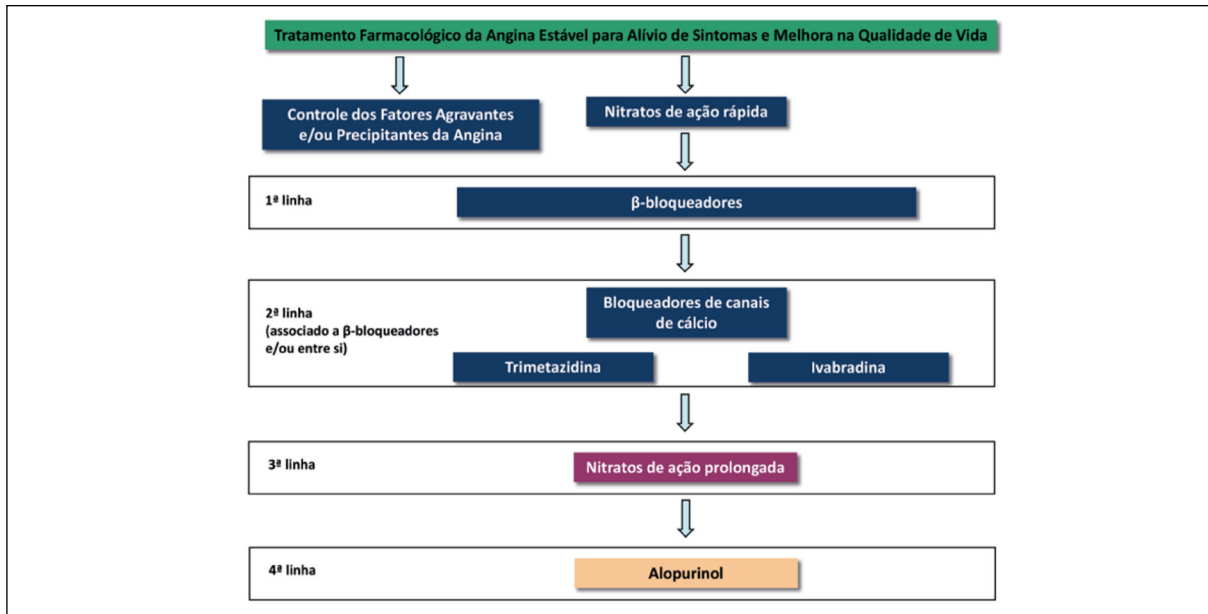 Tratamento Farmacológico da Angina Estável para Alívio de Sintomas e Melhora na Qualidade de Vida
Controle dos Fatores Agravantes
e/ou Precipitantes da Angina
Nitratos de ação rápida
1ª linha
β-bloqueadores
2ª linha
(associado a β-bloqueadores
e/ou entre si)
Bloqueadores de canais
de cálcio
Trimetazidina
Ivabradina
3ª linha
Nitratos de ação prolongada
4ª linha
Alopurinol